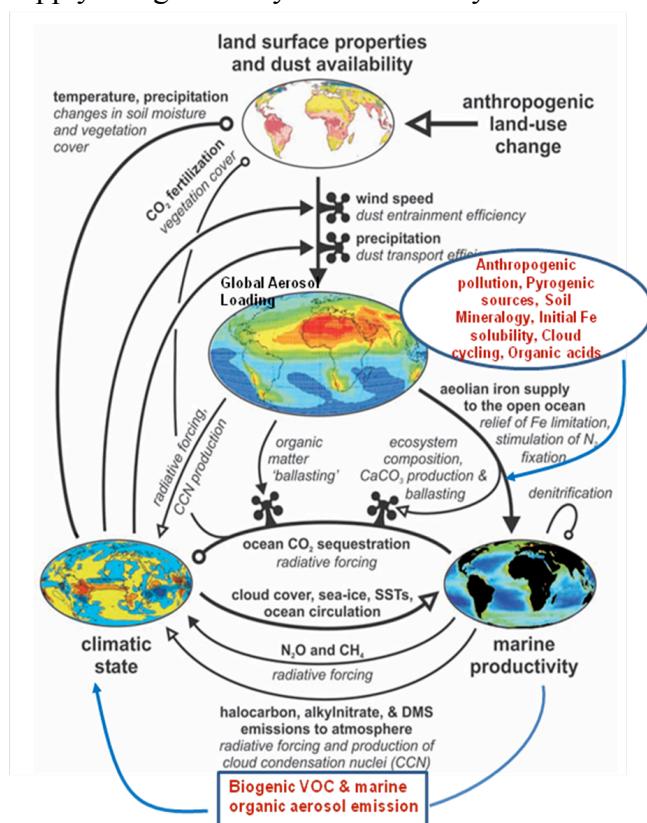 land surface properties
and dust availability
temperature, precipitation
changes in soil moisture
and vegetation
cover
anthropogenic
land-use
change
CO₂ fertilization
vegetation cover
wind speed
dust entrainment efficiency
precipitation
dust transport
Global Aerosol
Loading
Anthropogenic
pollution, Pyrogenic
sources, Soil
Mineralogy, Initial Fe
solubility, Cloud
cycling, Organic acids
aeolian iron supply
to the open ocean
relief of Fe limitation,
stimulation of N₂
fixation
radiative forcing,
CCN production
organic
matter
'ballasting'
ecosystem
composition,
CaCO₃ production &
ballasting
denitrification
ocean CO₂ sequestration
radiative forcing
cloud cover, sea-ice, SSTs,
ocean circulation
climatic
state
N₂O and CH₄
radiative forcing
marine
productivity
halocarbon, alkylnitrate, & DMS
emissions to atmosphere
radiative forcing and production of
cloud condensation nuclei (CCN)
Biogenic VOC & marine
organic aerosol emission